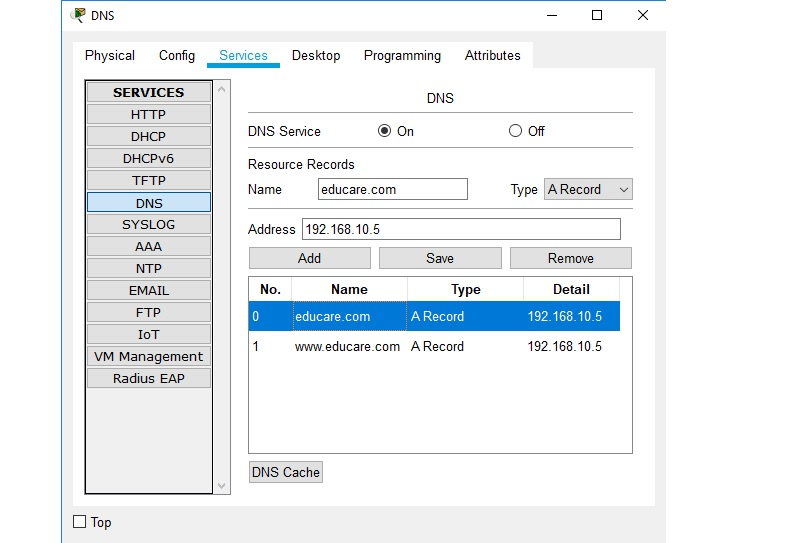 DNS
Physical Config Services Desktop Programming Attributes
SERVICES
HTTP
DHCP
DHCPv6
TFTP
DNS
SYSLOG
AAA
NTP
EMAIL
FTP
IoT
VM Management
Radius EAP
DNS
DNS Service On Off
Resource Records
Name educare.com Type A Record
Address 192.168.10.5
Add Save Remove
No. Name Type Detail
0 educare.com A Record 192.168.10.5
1 www.educare.com A Record 192.168.10.5
DNS Cache
Top